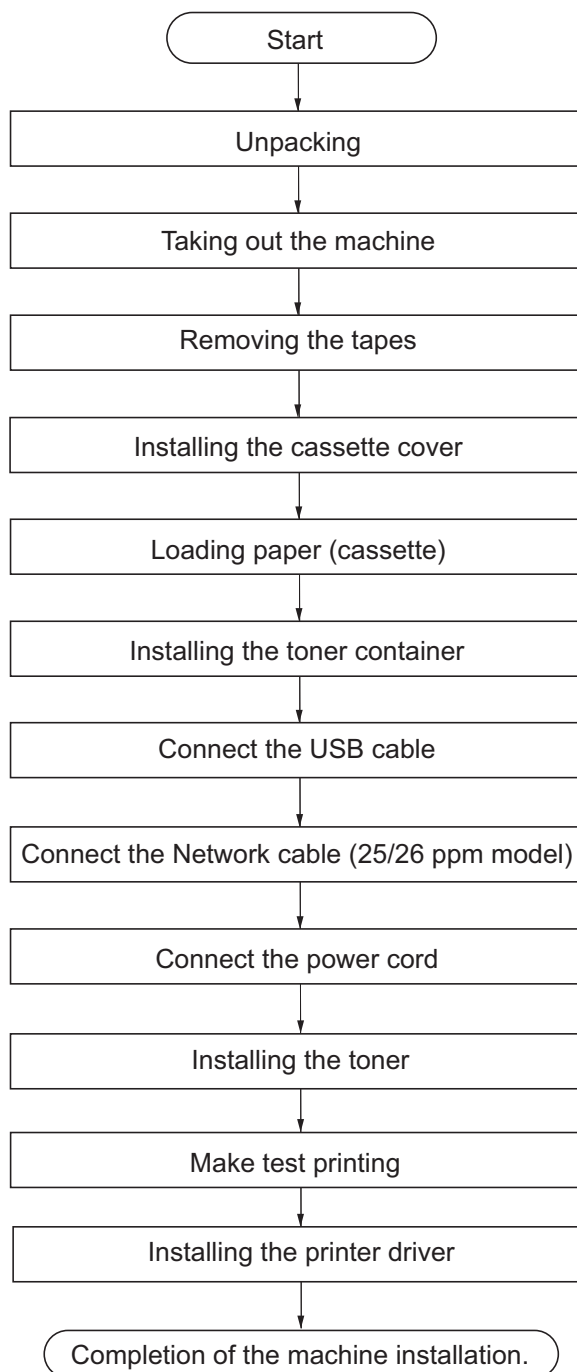 Start
Unpacking
Taking out the machine
Removing the tapes
Installing the cassette cover
Loading paper (cassette)
Installing the toner container
Connect the USB cable
Connect the Network cable (25/26 ppm model)
Connect the power cord
Installing the toner
Make test printing
Installing the printer driver
Completion of the machine installation.